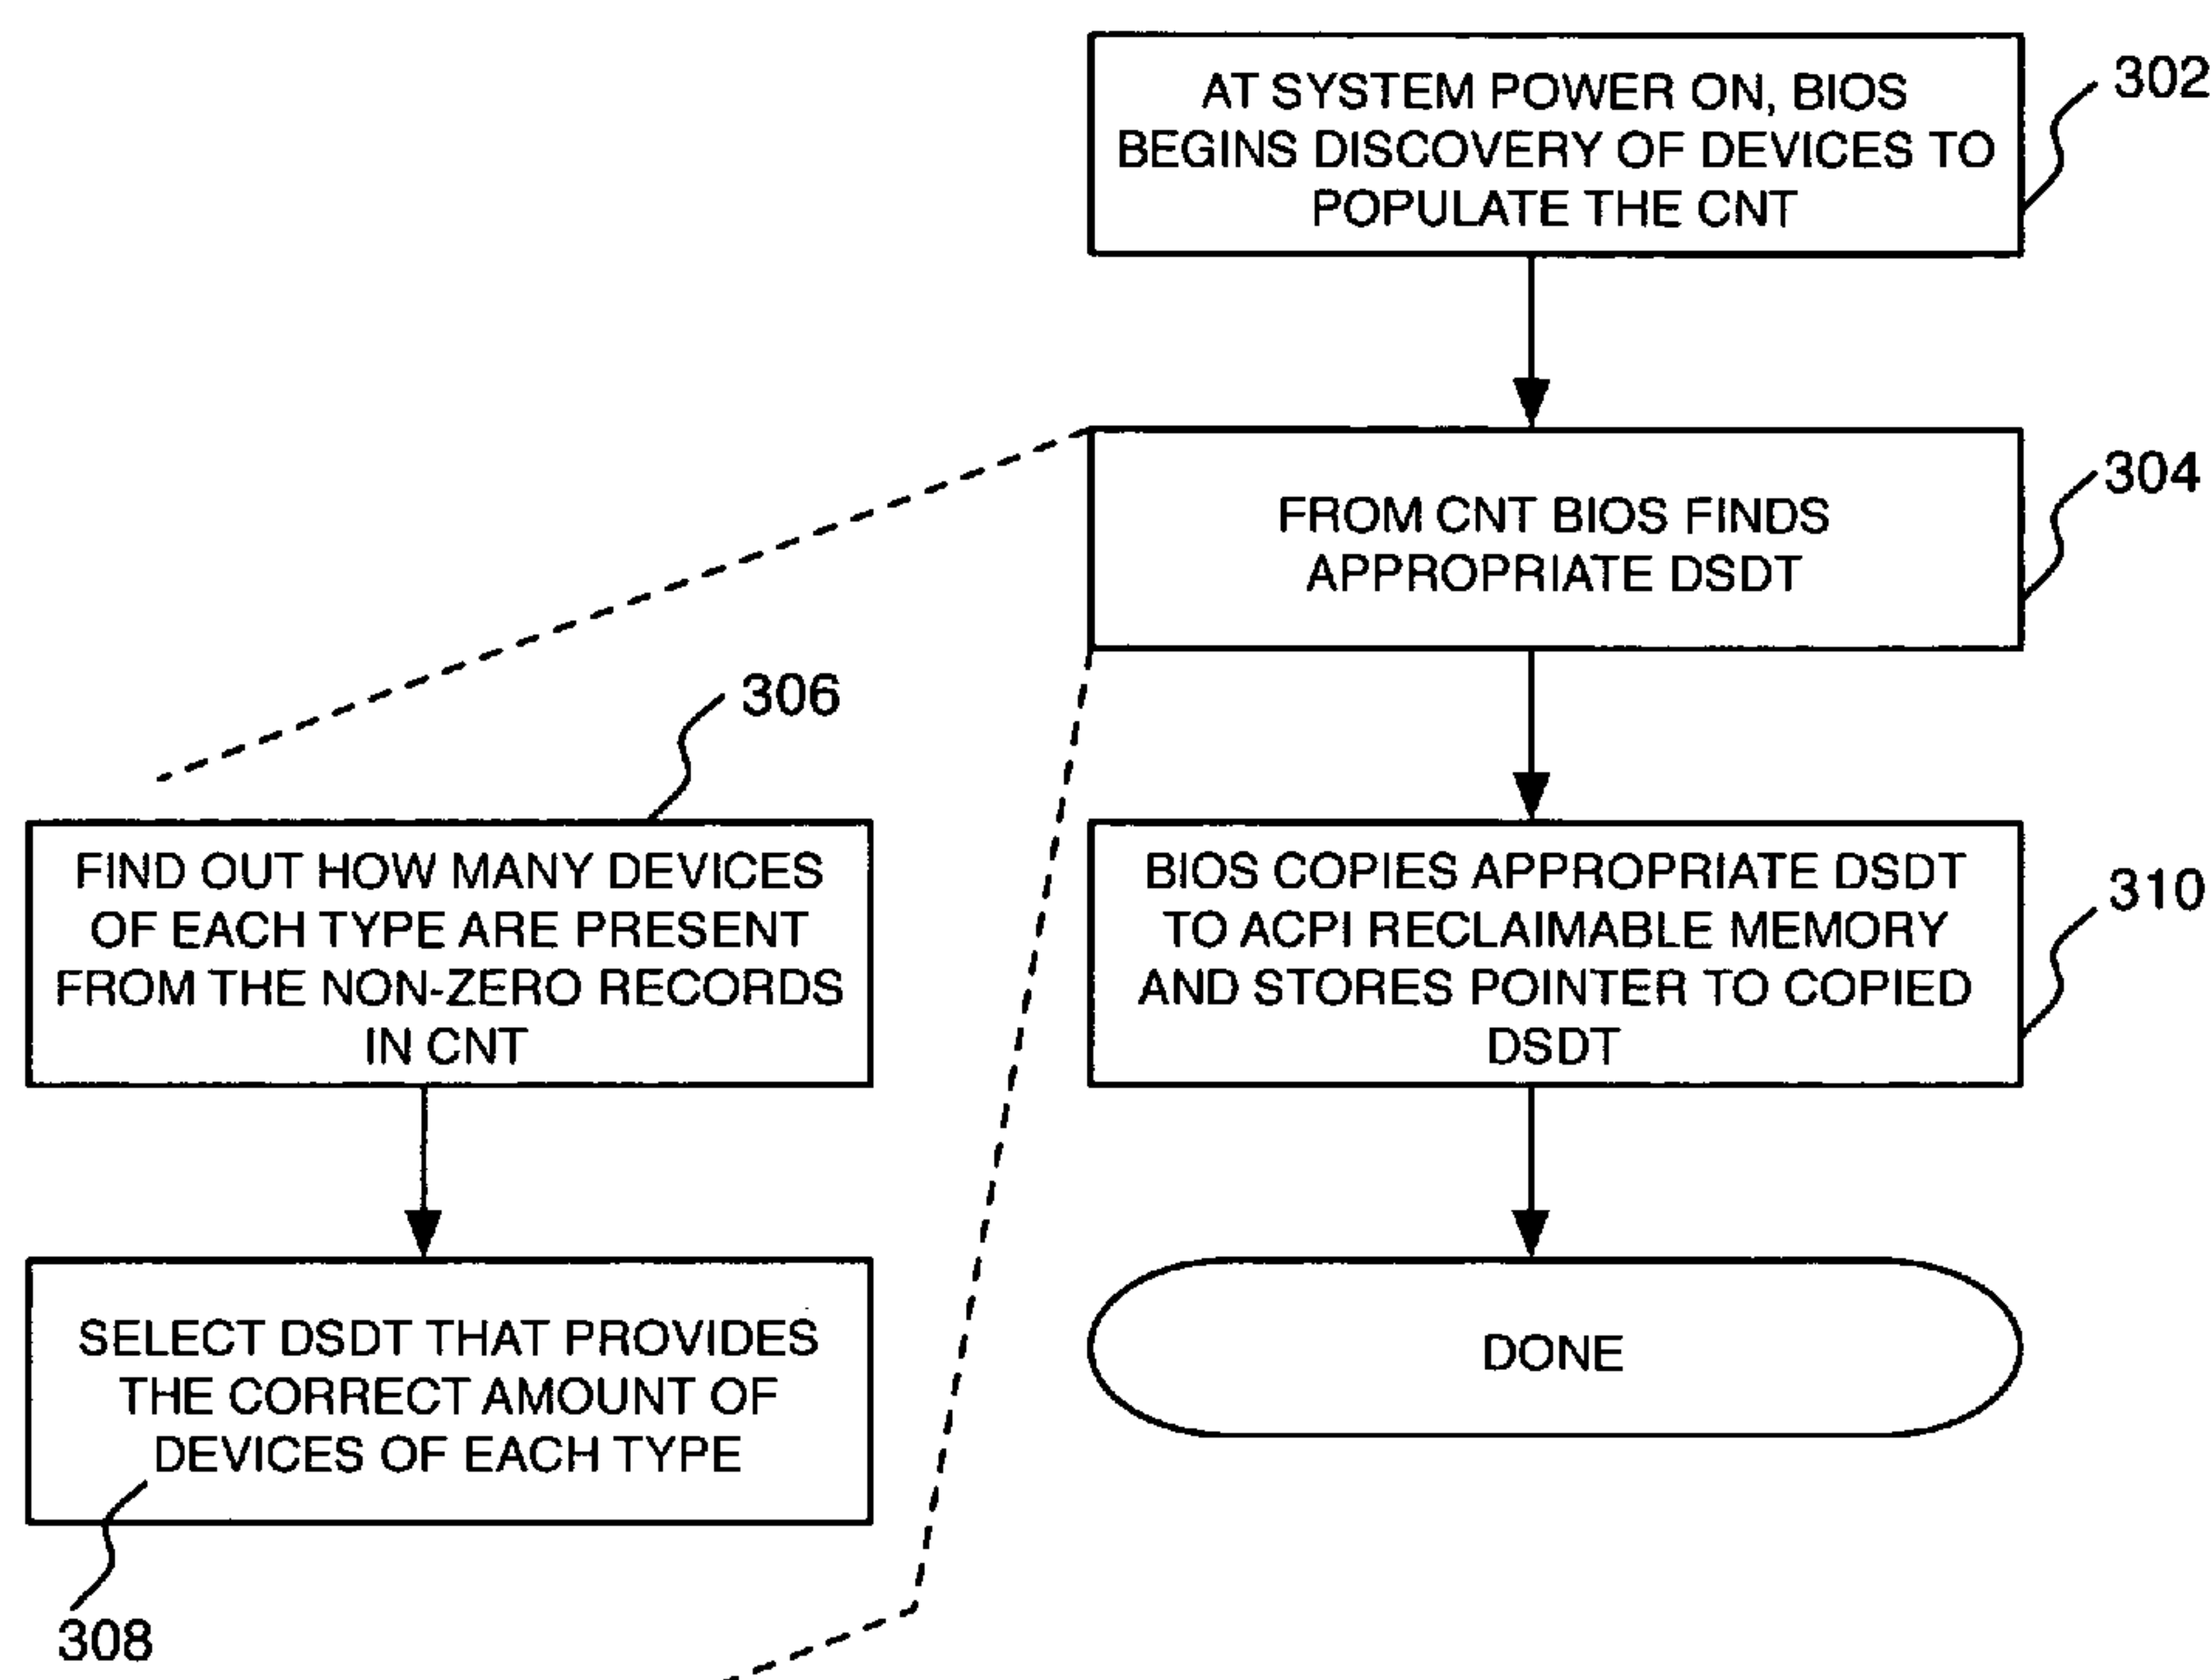 AT SYSTEM POWER ON, BIOS
BEGINS DISCOVERY OF DEVICES TO
POPULATE THE CNT
302
FROM CNT BIOS FINDS
APPROPRIATE DSDT
304
306
FIND OUT HOW MANY DEVICES
OF EACH TYPE ARE PRESENT
FROM THE NON-ZERO RECORDS
IN CNT
SELECT DSDT THAT PROVIDES
THE CORRECT AMOUNT OF
DEVICES OF EACH TYPE
308
BIOS COPIES APPROPRIATE DSDT
TO ACPI RECLAIMABLE MEMORY
AND STORES POINTER TO COPIED
DSDT
310
DONE